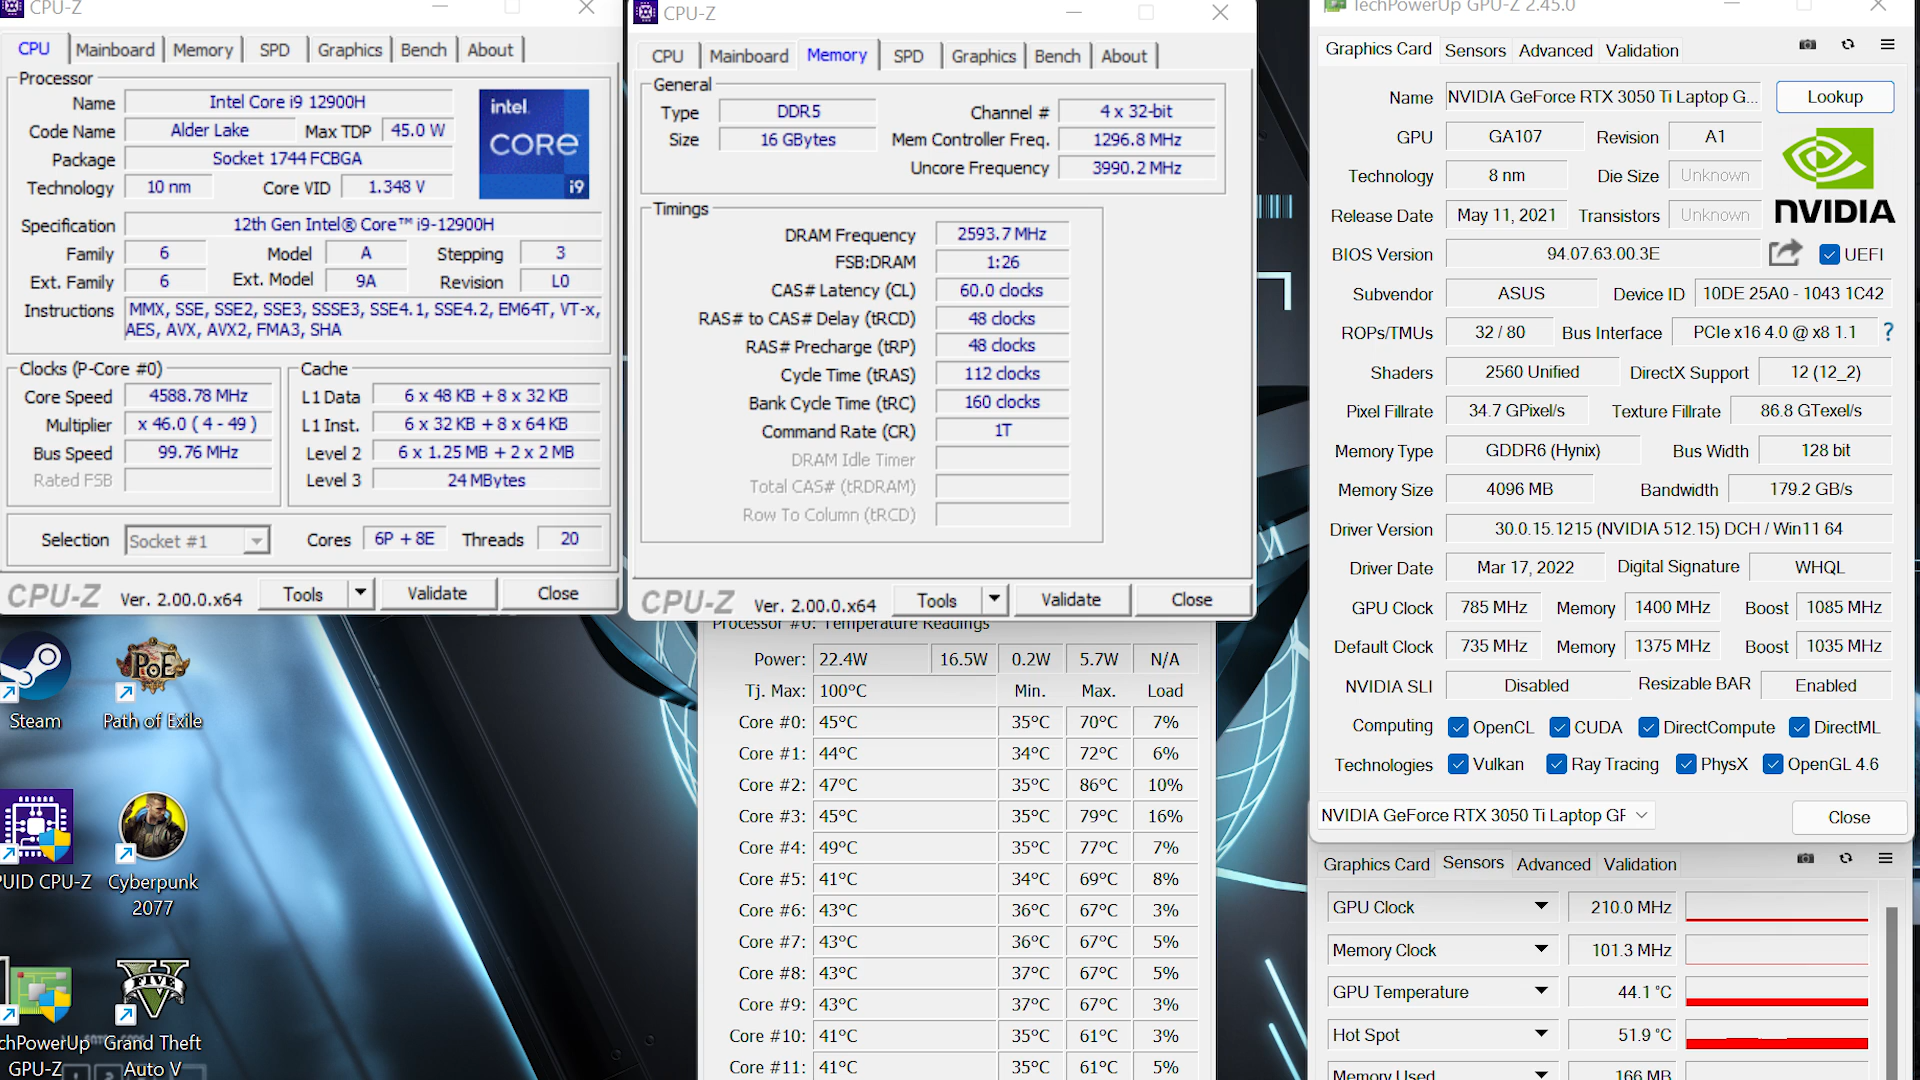 CPU-Z
CPU Mainboard Memory SPD Graphics Bench About
Processor
Name Intel Core i9 12900H
Code Name Alder Lake Max TDP 45.0 W
Package Socket 1744 FCBGA
Technology 10 nm Core VID 1.348 V
intel. CORE i9
Specification 12th Gen Intel® Core™ i9-12900H
Family 6 Model A Stepping 3
Ext. Family 6 Ext. Model 9A Revision L0
Instructions MMX, SSE, SSE2, SSE3, SSSE3, SSE4.1, SSE4.2, EM64T, VT-x,
AES, AVX, AVX2, FMA3, SHA
Clocks (P-Core #0)
Core Speed 4588.78 MHz
Multiplier x 46.0 ( 4 - 49 )
Bus Speed 99.76 MHz
Rated FSB
Cache
L1 Data 6 x 48 KB + 8 x 32 KB
L1 Inst. 6 x 32 KB + 8 x 64 KB
Level 2 6 x 1.25 MB + 2 x 2 MB
Level 3 24 MBytes
Selection Socket #1 Cores 6P + 8E Threads 20
CPU-Z Ver. 2.00.0.x64 Tools Validate Close
CPU-Z
CPU Mainboard Memory SPD Graphics Bench About
General
Type DDR5 Channel # 4 x 32-bit
Size 16 GBytes Mem Controller Freq. 1296.8 MHz
Uncore Frequency 3990.2 MHz
Timings
DRAM Frequency 2593.7 MHz
FSB:DRAM 1:26
CAS# Latency (CL) 60.0 clocks
RAS# to CAS# Delay (tRCD) 48 clocks
RAS# Precharge (tRP) 48 clocks
Cycle Time (tRAS) 112 clocks
Bank Cycle Time (tRC) 160 clocks
Command Rate (CR) 1T
DRAM Idle Timer
Total CAS# (tRDRAM)
Row To Column (tRCD)
CPU-Z Ver. 2.00.0.x64 Tools Validate Close
Processor #0: Temperature Readings
Power: 22.4W 16.5W 0.2W 5.7W N/A
Tj. Max: 100°C Min. Max. Load
Core #0: 45°C 35°C 70°C 7%
Core #1: 44°C 34°C 72°C 6%
Core #2: 47°C 35°C 86°C 10%
Core #3: 45°C 35°C 79°C 16%
Core #4: 49°C 35°C 77°C 7%
Core #5: 41°C 34°C 69°C 8%
Core #6: 43°C 36°C 67°C 3%
Core #7: 43°C 36°C 67°C 5%
Core #8: 43°C 37°C 67°C 5%
Core #9: 43°C 37°C 67°C 3%
Core #10: 41°C 35°C 61°C 3%
Core #11: 41°C 35°C 61°C 5%
TechPowerUp GPU-Z 2.45.0
Graphics Card Sensors Advanced Validation
Name NVIDIA GeForce RTX 3050 Ti Laptop G... Lookup
GPU GA107 Revision A1
Technology 8 nm Die Size Unknown
Release Date May 11, 2021 Transistors Unknown
NVIDIA
BIOS Version 94.07.63.00.3E UEFI
Subvendor ASUS Device ID 10DE 25A0 - 1043 1C42
ROPs/TMUs 32 / 80 Bus Interface PCIe x16 4.0 @ x8 1.1 ?
Shaders 2560 Unified DirectX Support 12 (12_2)
Pixel Fillrate 34.7 GPixel/s Texture Fillrate 86.8 GTexel/s
Memory Type GDDR6 (Hynix) Bus Width 128 bit
Memory Size 4096 MB Bandwidth 179.2 GB/s
Driver Version 30.0.15.1215 (NVIDIA 512.15) DCH / Win11 64
Driver Date Mar 17, 2022 Digital Signature WHQL
GPU Clock 785 MHz Memory 1400 MHz Boost 1085 MHz
Default Clock 735 MHz Memory 1375 MHz Boost 1035 MHz
NVIDIA SLI Disabled Resizable BAR Enabled
Computing OpenCL CUDA DirectCompute DirectML
Technologies Vulkan Ray Tracing PhysX OpenGL 4.6
NVIDIA GeForce RTX 3050 Ti Laptop GF Close
Graphics Card Sensors Advanced Validation
GPU Clock 210.0 MHz
Memory Clock 101.3 MHz
GPU Temperature 44.1 °C
Hot Spot 51.9 °C
Memory Used 166 MB
Steam
PoE
Path of Exile
PUID CPU-Z
Cyberpunk
2077
chPowerUp
GPU-Z
FIVE
Grand Theft
Auto V